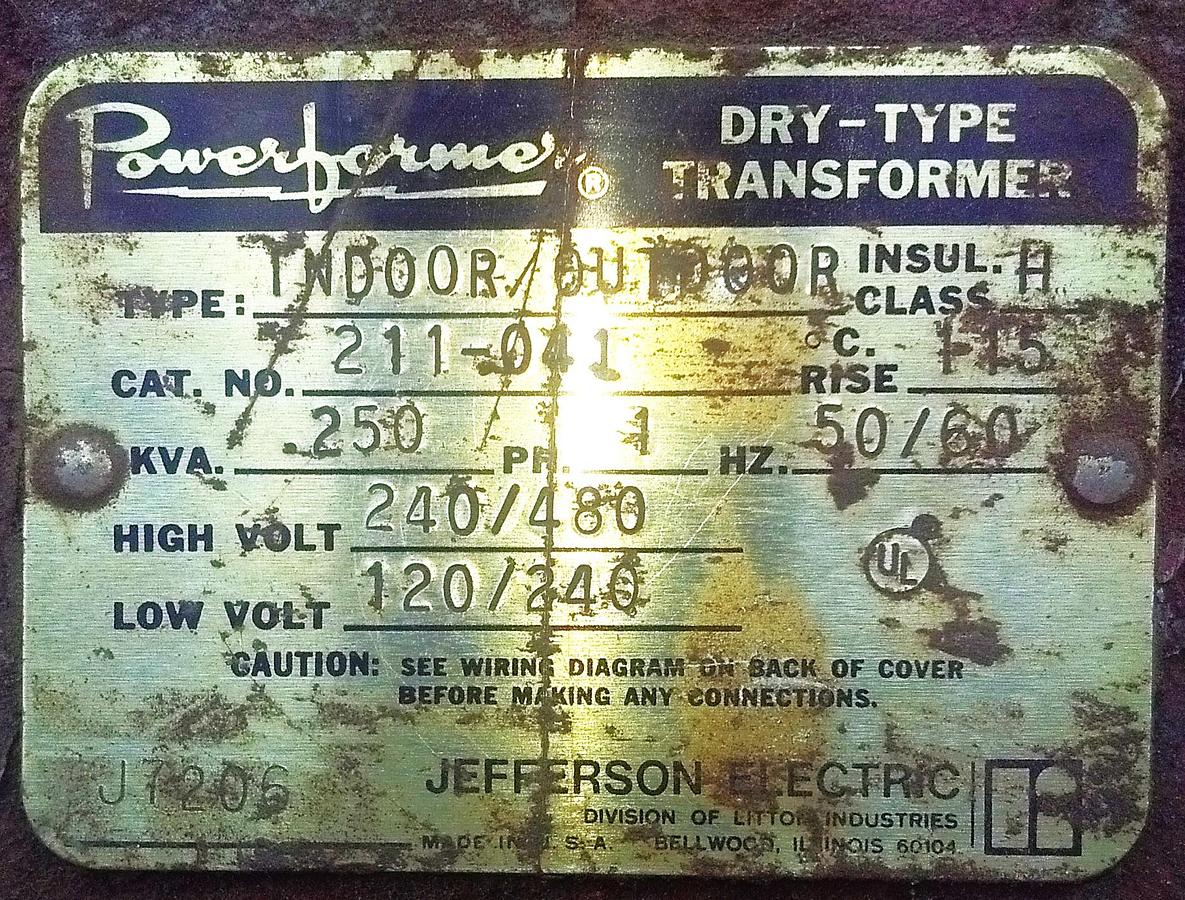 Powerformer ® DRY-TYPE TRANSFORMER
TYPE: INDOOR/OUTDOOR INSUL. CLASS H
CAT. NO. 211-041 °C. RISE 115
KVA. 250 PH. 1 HZ. 50/60
HIGH VOLT 240/480
LOW VOLT 120/240
UL
CAUTION: SEE WIRING DIAGRAM ON BACK OF COVER
BEFORE MAKING ANY CONNECTIONS.
J7206
JEFFERSON ELECTRIC
DIVISION OF LITTON INDUSTRIES
MADE IN U.S.A. BELLWOOD, ILLINOIS 60104